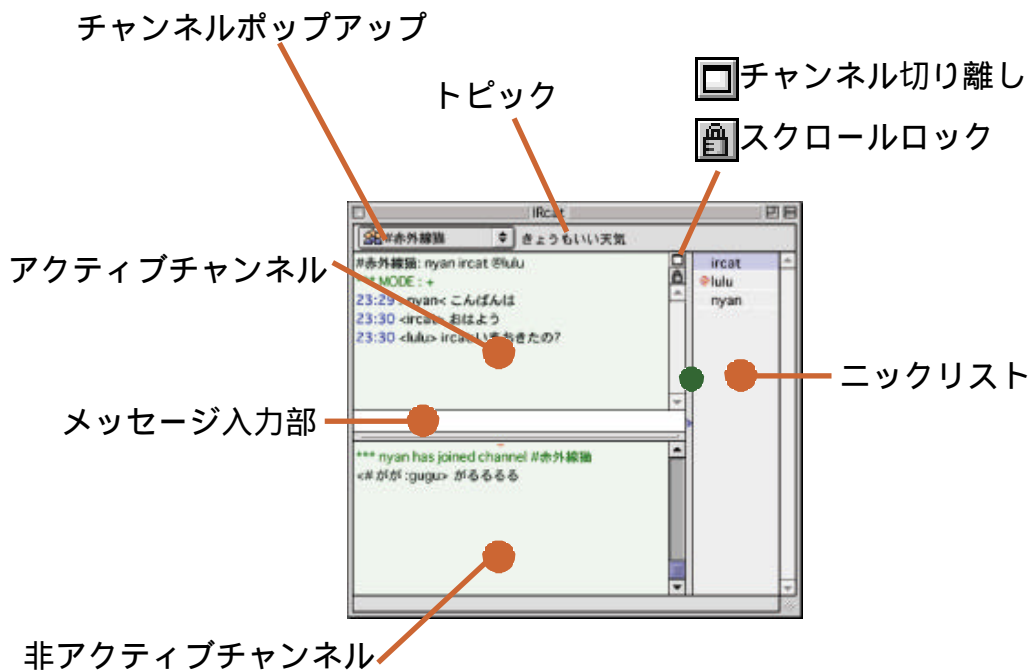 チャンネルポップアップ
トピック
チャンネル切り離し
スクロールロック
アクティブチャンネル
メッセージ入力部
非アクティブチャンネル
ニックリスト
#赤外線猫
きょうもいい天気
#赤外線猫: nyan ircat @lulu
*** MODE : +
23:29 >nyan< こんばんは
23:30 <ircat> おはよう
23:30 <lulu> ircat:いまおきたの?
*** nyan has joined channel #赤外線猫
<#がが:gugu> がるるるる
ircat
@lulu
nyan